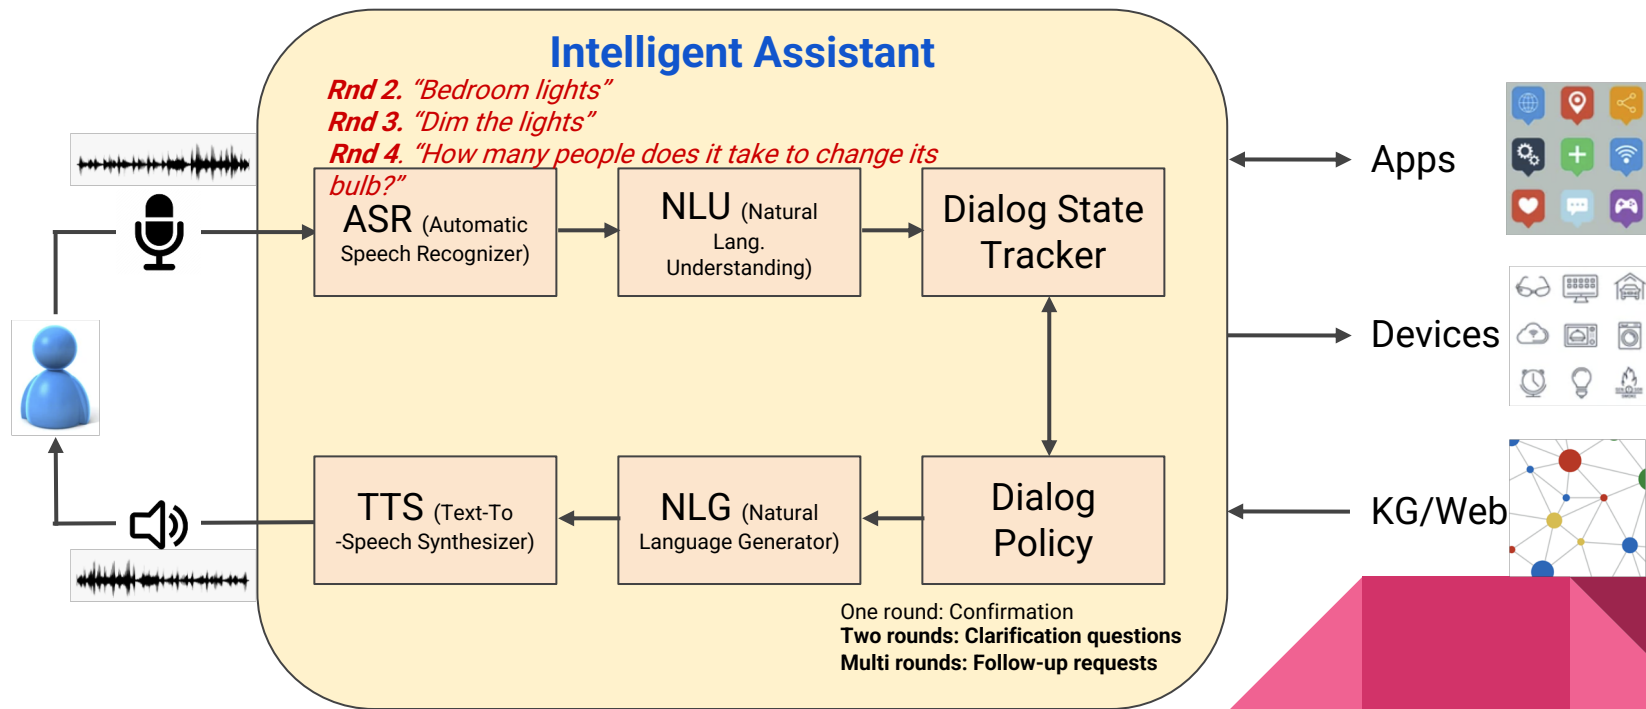 Intelligent Assistant
Rnd 2. “Bedroom lights”
Rnd 3. “Dim the lights”
Rnd 4. “How many people does it take to change its
bulb?”
ASR (Automatic
Speech Recognizer)
NLU (Natural
Lang.
Understanding)
Dialog State
Tracker
TTS (Text-To
-Speech Synthesizer)
NLG (Natural
Language Generator)
Dialog
Policy
One round: Confirmation
Two rounds: Clarification questions
Multi rounds: Follow-up requests
Apps
Devices
KG/Web